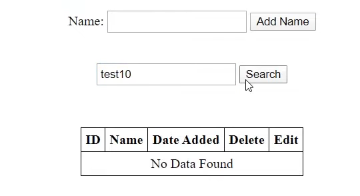 Name: Add Name
test10 Search
ID Name Date Added Delete Edit
No Data Found